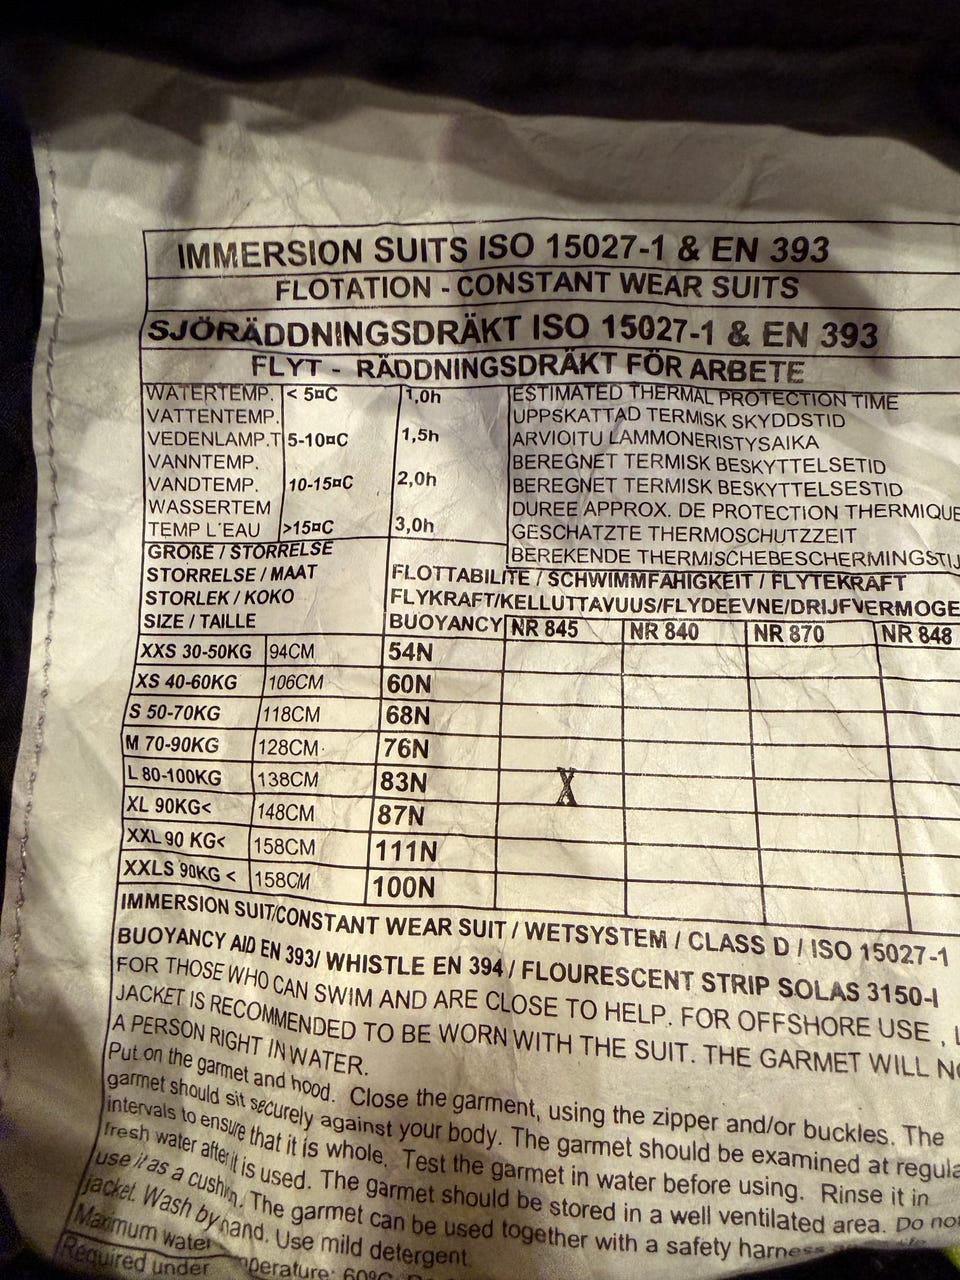 IMMERSION SUITS ISO 15027-1 & EN 393
FLOTATION - CONSTANT WEAR SUITS
SJÖRÄDDNINGSDRÄKT ISO 15027-1 & EN 393
FLYT - RÄDDNINGSDRÄKT FÖR ARBETE
WATERTEMP. < 5¤C 1,0h ESTIMATED THERMAL PROTECTION TIME
VATTENTEMP. UPPSKATTAD TERMISK SKYDDSTID
VEDENLAMP.T 5-10¤C 1,5h ARVIOITU LAMMONERISTYSAIKA
VANNTEMP. BEREGNET TERMISK BESKYTTELSETID
VANDTEMP. 10-15¤C 2,0h BEREGNET TERMISK BESKYTTELSESTID
WASSERTEM DUREE APPROX. DE PROTECTION THERMIQUE
TEMP L'EAU >15¤C 3,0h GESCHATZTE THERMOSCHUTZZEIT
BEREKENDE THERMISCHEBESCHERMINGSTIJ
GROßE / STORRELSE
STORRELSE / MAAT FLOTTABILITE / SCHWIMMFAHIGKEIT / FLYTEKRAFT
STORLEK / KOKO FLYKRAFT/KELLUTTAVUUS/FLYDEEVNE/DRIJFVERMOGE
SIZE / TAILLE BUOYANCY NR 845 NR 840 NR 870 NR 848
XXS 30-50KG 94CM 54N
XS 40-60KG 106CM 60N
S 50-70KG 118CM 68N
M 70-90KG 128CM 76N
L 80-100KG 138CM 83N X
XL 90KG< 148CM 87N
XXL 90 KG< 158CM 111N
XXLS 90KG < 158CM 100N
IMMERSION SUIT/CONSTANT WEAR SUIT / WETSYSTEM / CLASS D / ISO 15027-1
BUOYANCY AID EN 393/ WHISTLE EN 394 / FLOURESCENT STRIP SOLAS 3150-I
FOR THOSE WHO CAN SWIM AND ARE CLOSE TO HELP. FOR OFFSHORE USE , L
JACKET IS RECOMMENDED TO BE WORN WITH THE SUIT. THE GARMET WILL NO
A PERSON RIGHT IN WATER.
Put on the garmet and hood. Close the garment, using the zipper and/or buckles. The
garmet should sit securely against your body. The garmet should be examined at regula
intervals to ensure that it is whole. Test the garmet in water before using. Rinse it in
fresh water after it is used. The garmet should be stored in a well ventilated area. Do not
use it as a cushin. The garmet can be used together with a safety harness
jacket. Wash by hand. Use mild detergent.
Maximum water perature: 60ºC.
Required under